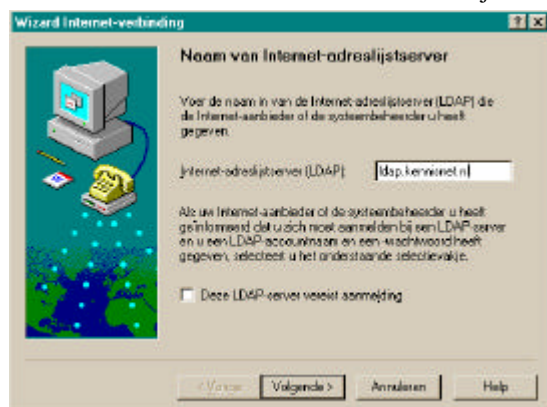 Wizard Internet-verbinding
Naam van Internet-adreslijstserver
Voer de naam in van de Internet-adreslijstserver (LDAP) die
de Internet-aanbieder of de systeembeheerder u heeft
gegeven.
Internet-adreslijstserver (LDAP):
ldap.kennisnet.nl
Als uw Internet-aanbieder of de systeembeheerder u heeft
geïnformeerd dat u zich moet aanmelden bij een LDAP-server
en u een LDAP-accountnaam en een -wachtwoord heeft
gegeven, selecteert u het onderstaande selectievakje.
Deze LDAP-server vereist aanmelding
< Vorige
Volgende >
Annuleren
Help